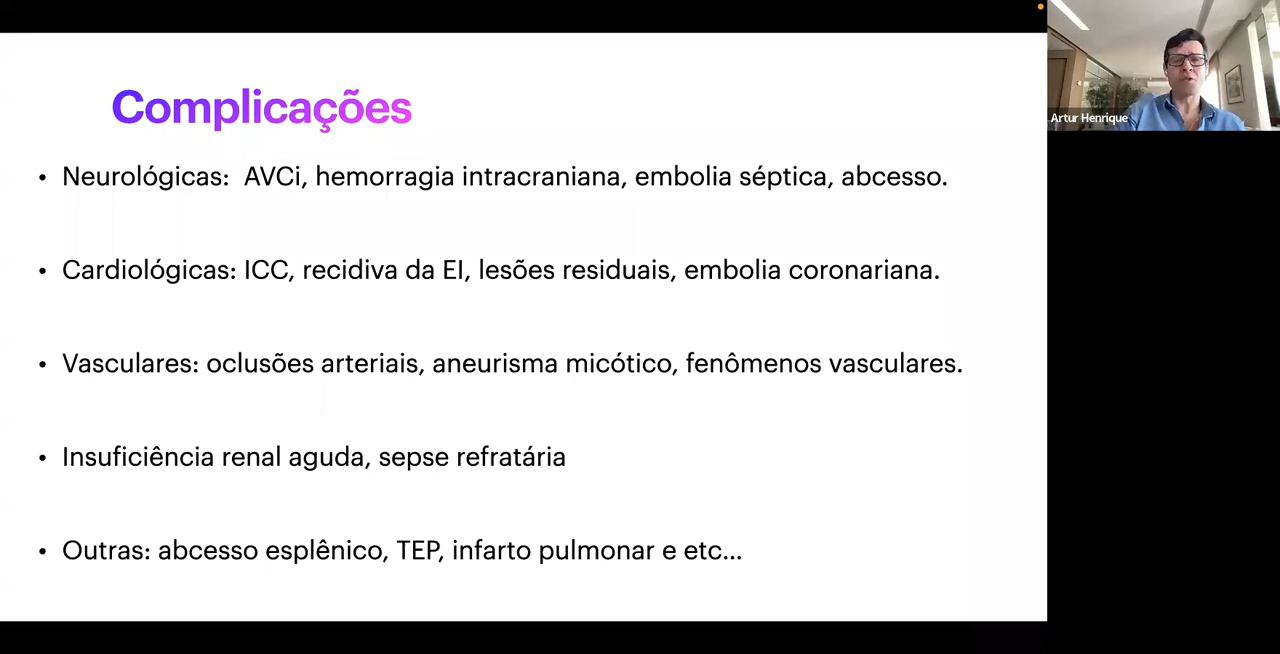 Complicações
• Neurológicas: AVCi, hemorragia intracraniana, embolia séptica, abcesso.
• Cardiológicas: ICC, recidiva da EI, lesões residuais, embolia coronariana.
• Vasculares: oclusões arteriais, aneurisma micótico, fenômenos vasculares.
• Insuficiência renal aguda, sepse refratária
• Outras: abcesso esplênico, TEP, infarto pulmonar e etc...
Artur Henrique